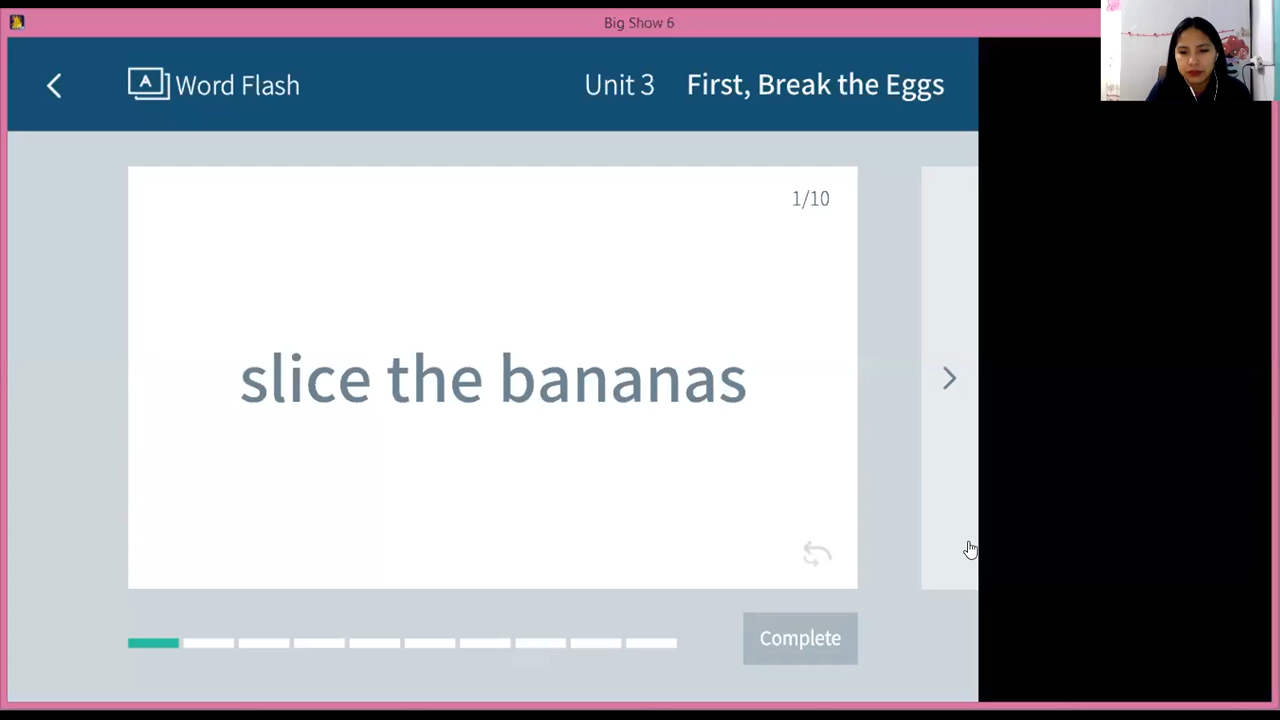 Big Show 6
A Word Flash
Unit 3 First, Break the Eggs
1/10
slice the bananas
Complete